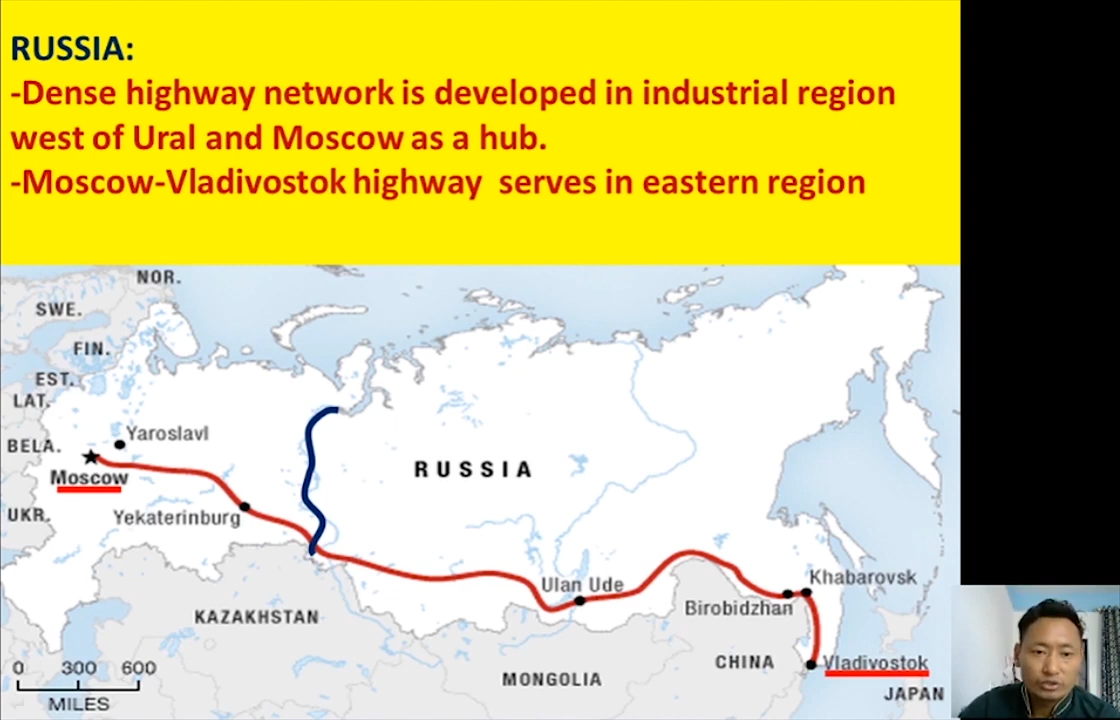 RUSSIA:
-Dense highway network is developed in industrial region
west of Ural and Moscow as a hub.
-Moscow-Vladivostok highway serves in eastern region
NOR.
SWE.
FIN.
EST.
LAT.
BELA.
Yaroslavl
Moscow
RUSSIA
UKR.
Yekaterinburg
Ulan Ude
Khabarovsk
Birobidzhan
KAZAKHSTAN
CHINA
Vladivostok
MONGOLIA
JAPAN
0 300 600
MILES